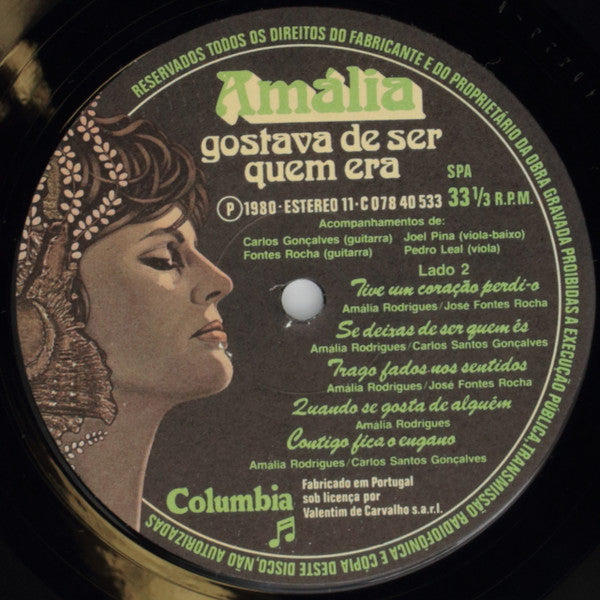 RESERVADOS TODOS OS DIREITOS DO FABRICANTE E DO PROPRIETÁRIO DA OBRA GRAVADA PROIBIDAS A EXECUÇÃO PÚBLICA, TRANSMISSÃO RADIOFÓNICA E CÓPIA DESTE DISCO, NÃO AUTORIZADAS
Amália
gostava de ser
quem era
SPA
Ⓟ 1980 · ESTEREO 11 · C 078 40 533 33 1/3 R.P.M.
Acompanhamentos de:
Carlos Gonçalves (guitarra) Joel Pina (viola-baixo)
Fontes Rocha (guitarra) Pedro Leal (viola)
Lado 2
Tive um coração perdi-o
Amália Rodrigues/José Fontes Rocha
Se deixas de ser quem és
Amália Rodrigues/Carlos Santos Gonçalves
Trago fados nos sentidos
Amália Rodrigues/José Fontes Rocha
Quando se gosta de alguém
Amália Rodrigues
Contigo fica o engano
Amália Rodrigues/Carlos Santos Gonçalves
Columbia
Fabricado em Portugal
sob licença por
Valentim de Carvalho s.a.r.l.